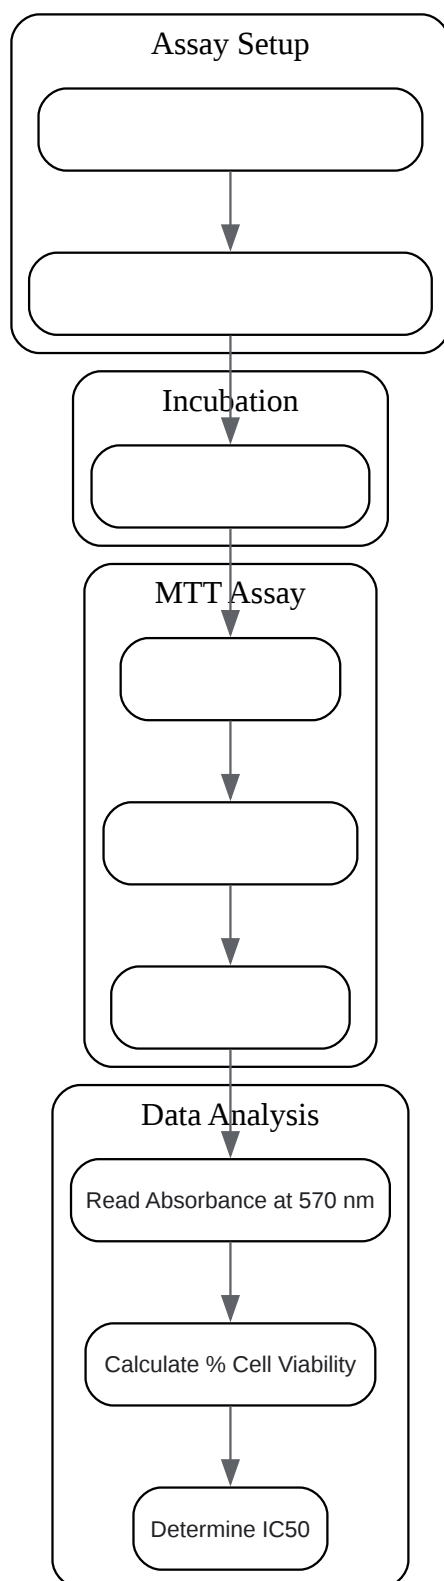 Assay Setup
Incubation
MTT Assay
Data Analysis
Read Absorbance at 570 nm
Calculate % Cell Viability
Determine IC50